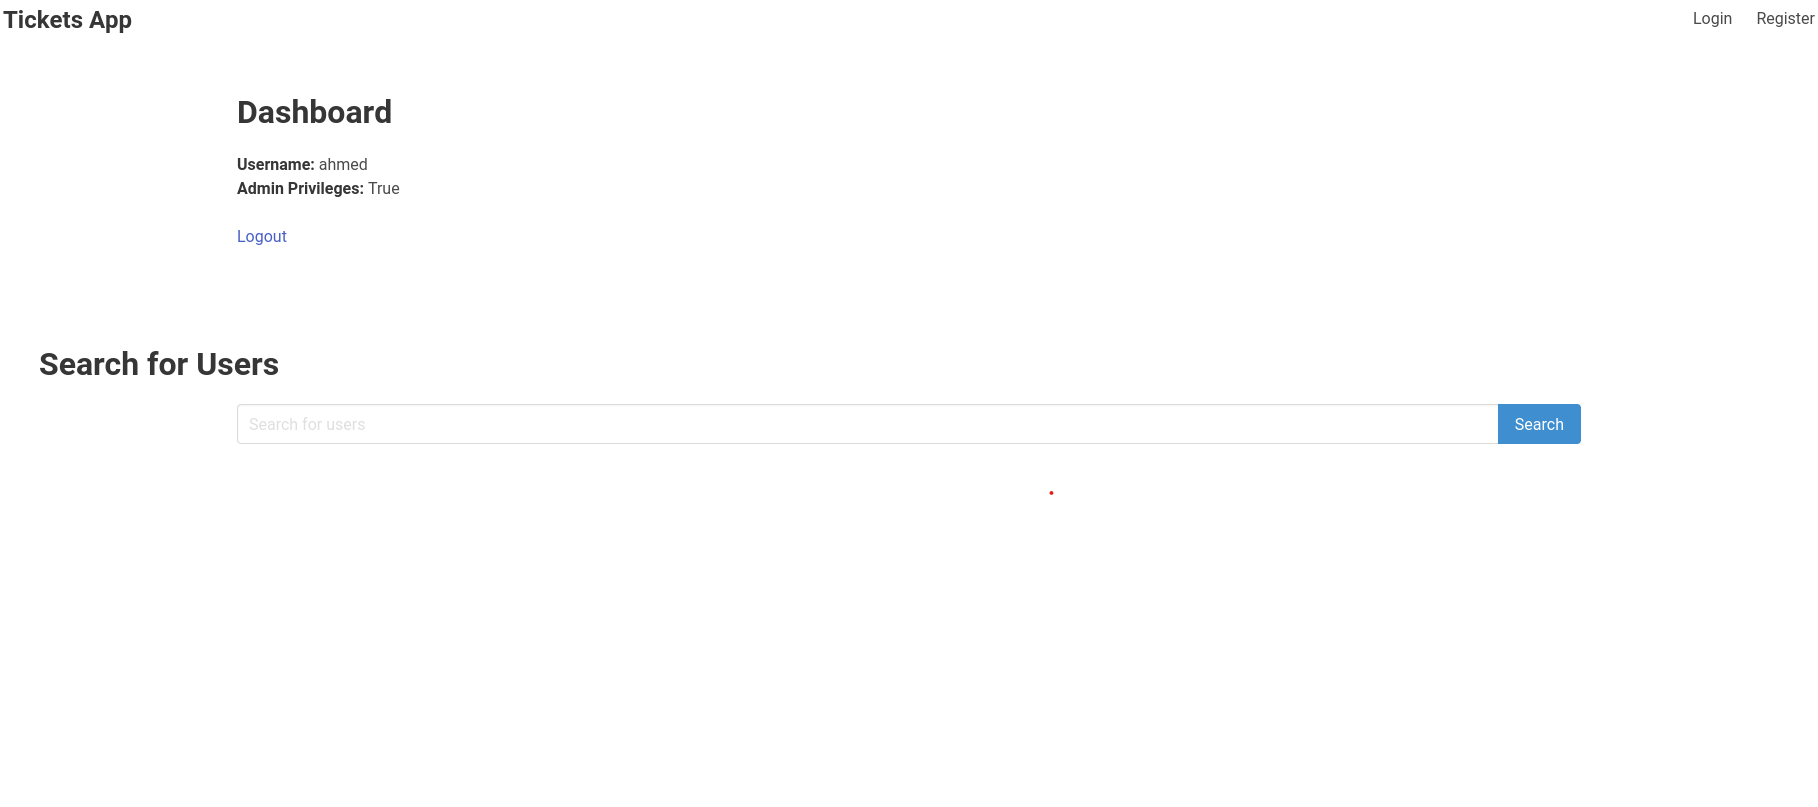 Tickets App
Login Register
Dashboard
Username: ahmed
Admin Privileges: True
Logout
Search for Users
Search for users Search